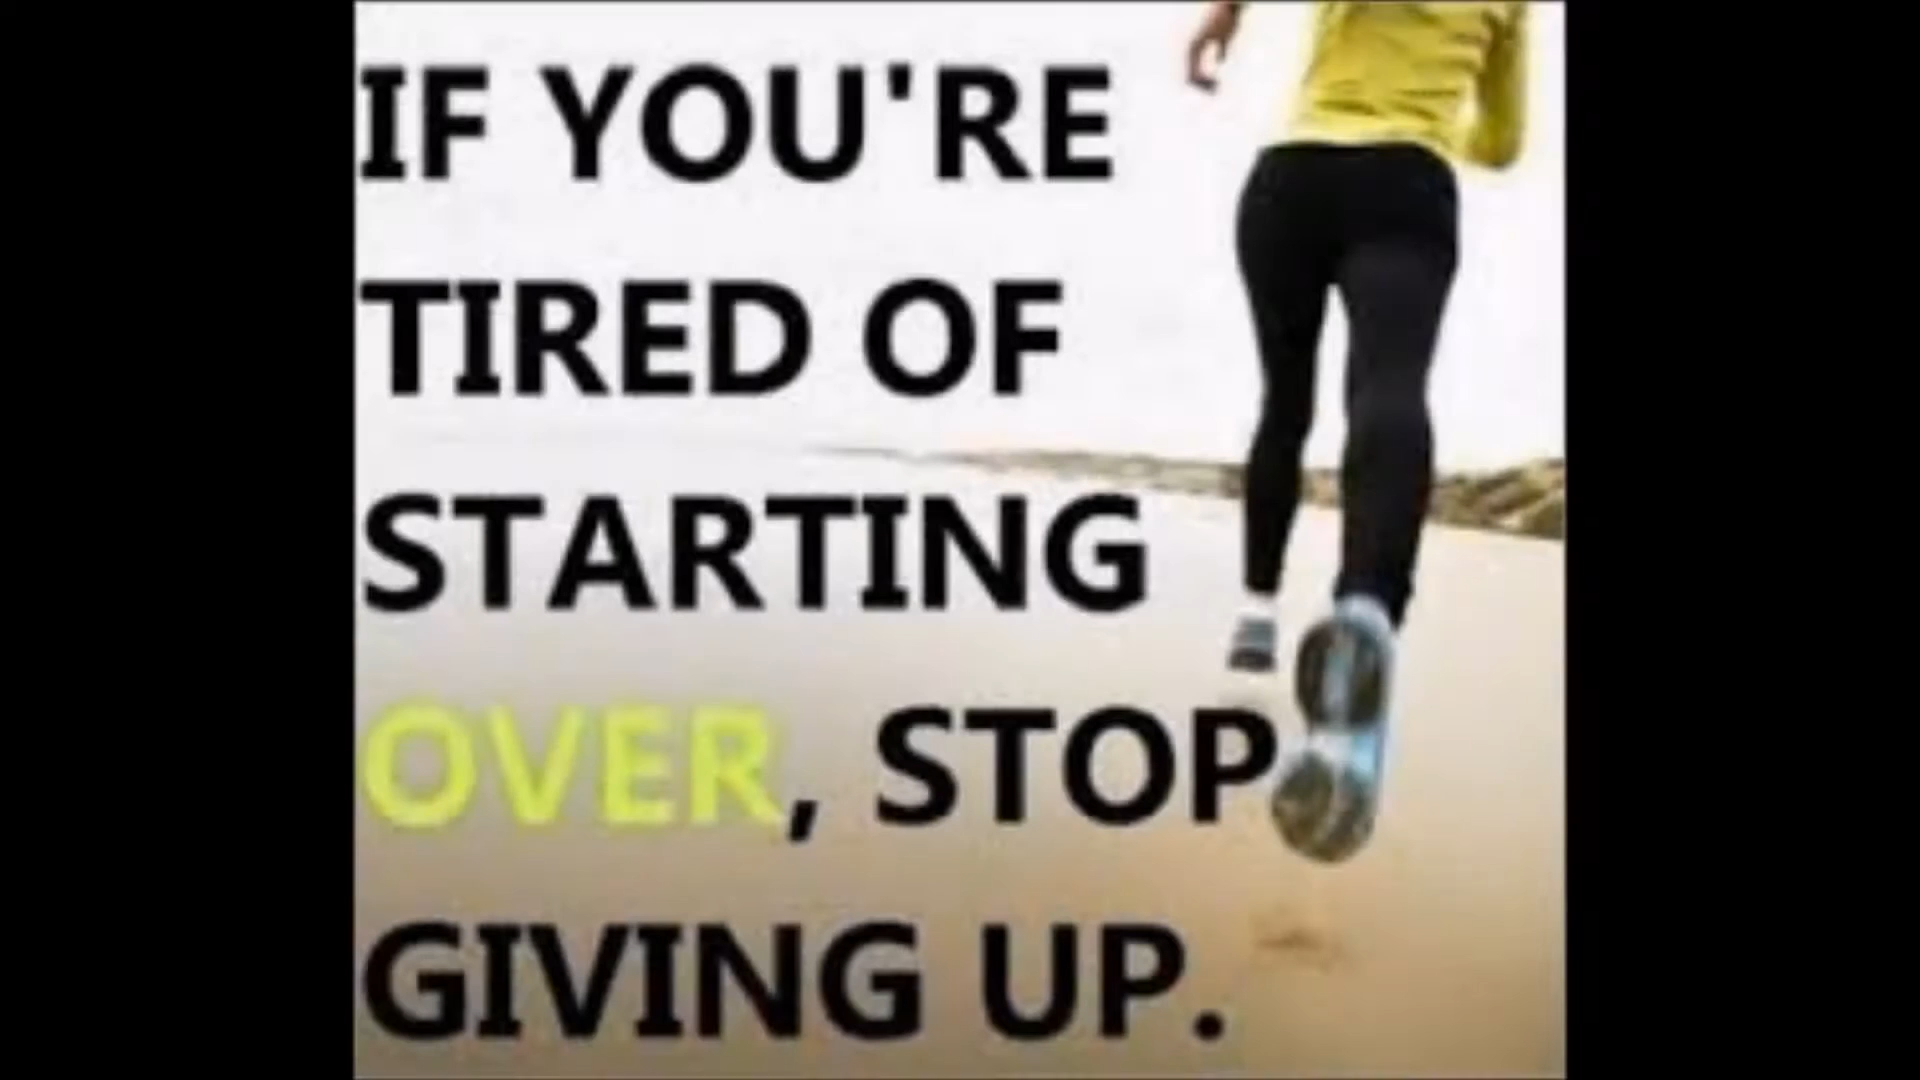 IF YOU'RE
TIRED OF
STARTING
OVER, STOP
GIVING UP.